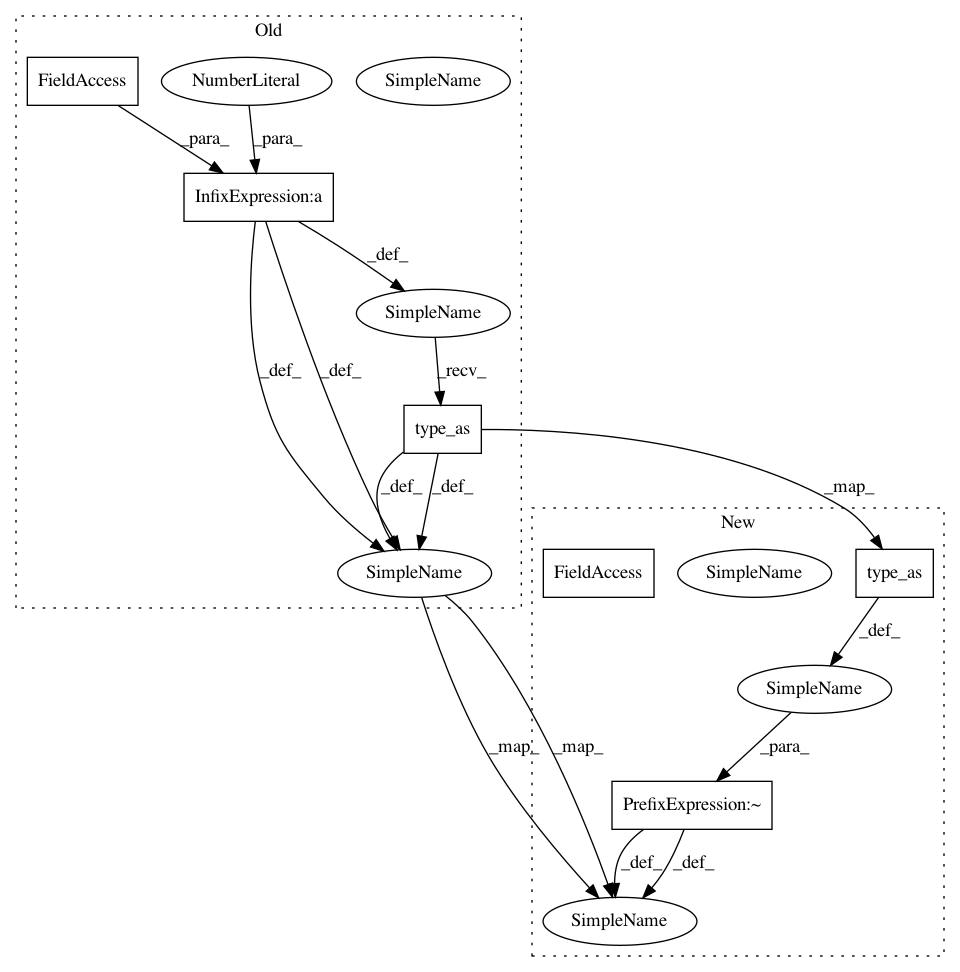 Old
FieldAccess
NumberLiteral
SimpleName
_para_
_para_
InfixExpression:a
_def_
SimpleName
_def_
_def_
_recv_
type_as
_def_
_def_
_map_
New
SimpleName
FieldAccess
SimpleName
type_as
_def_
SimpleName
_map_
_map_
_para_
PrefixExpression:~
_def_
_def_
SimpleName